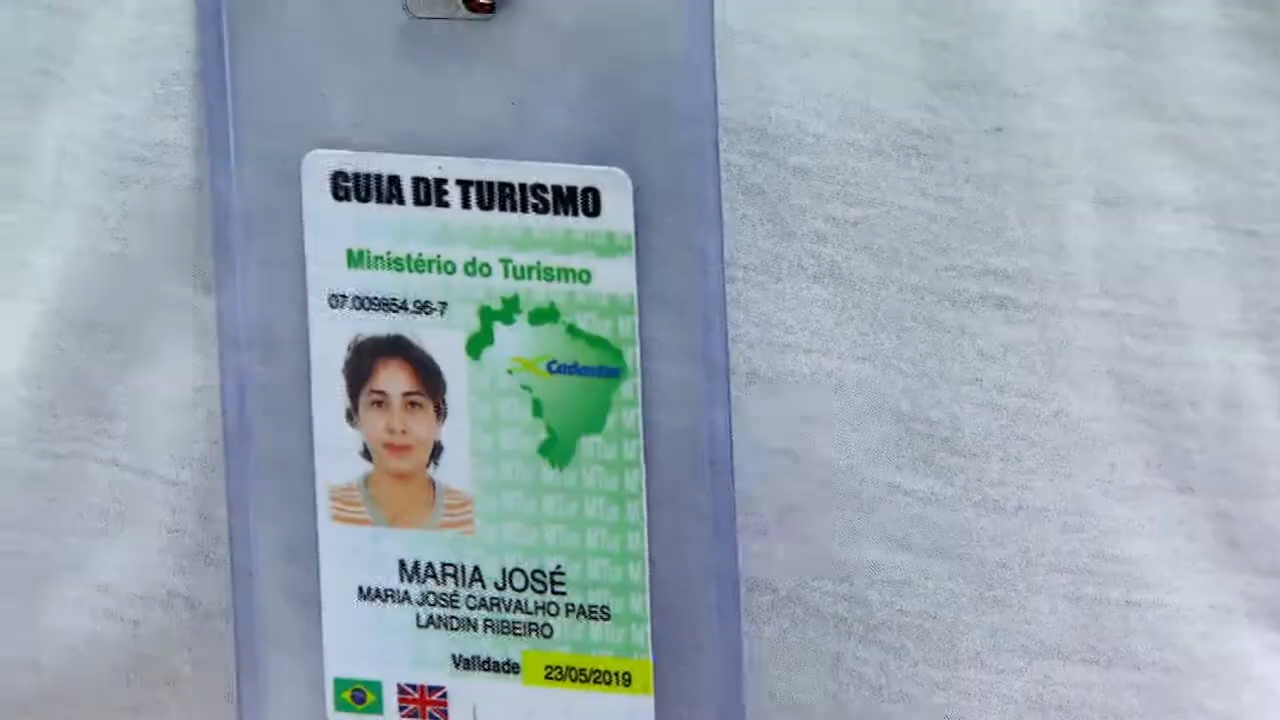 GUIA DE TURISMO
Ministério do Turismo
07.009854.96-7
Cadastur
MARIA JOSÉ
MARIA JOSÉ CARVALHO PAES
LANDIN RIBEIRO
Validade 23/05/2019